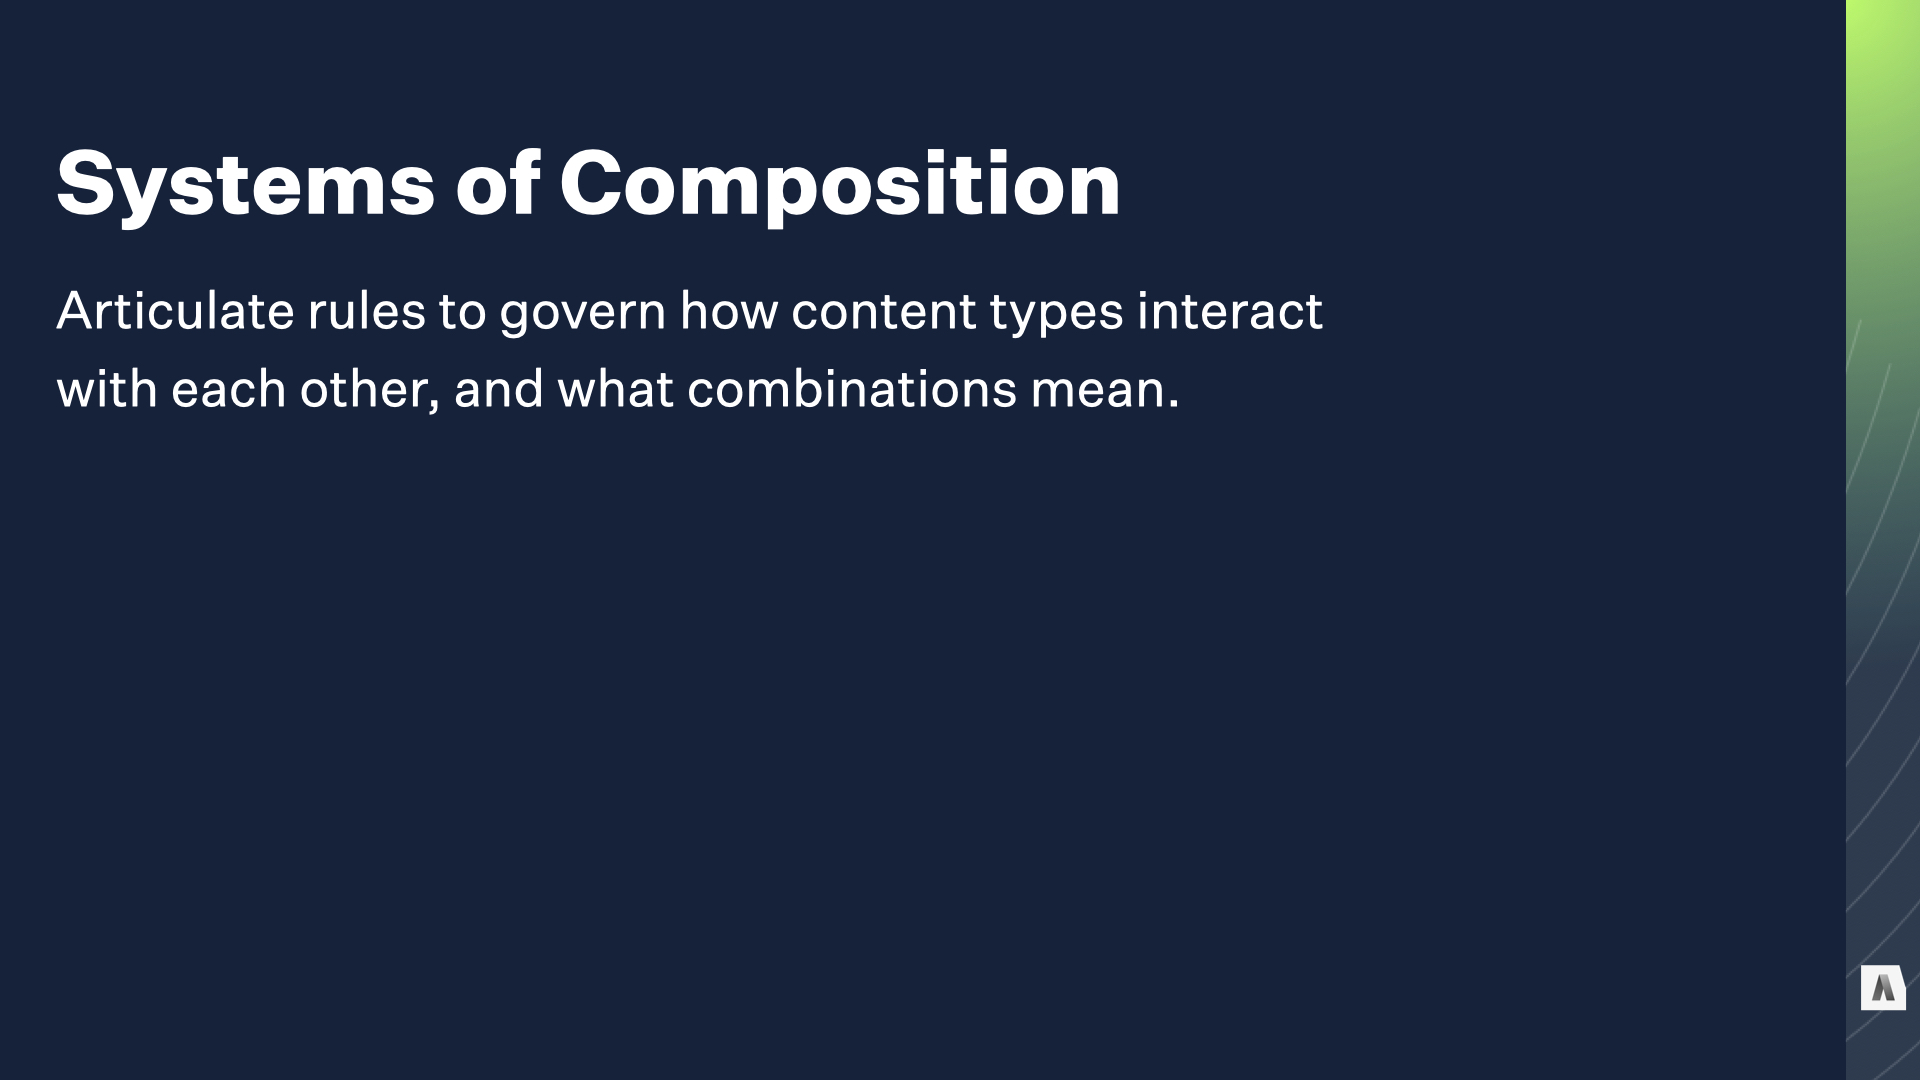 Systems of Composition
Articulate rules to govern how content types interact
with each other, and what combinations mean.